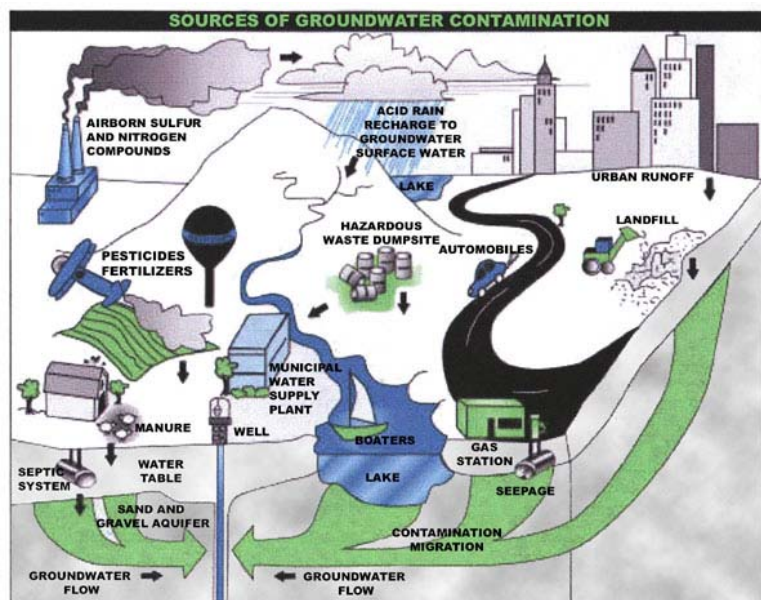 SOURCES OF GROUNDWATER CONTAMINATION
AIRBORN SULFUR
AND NITROGEN
COMPOUNDS
ACID RAIN
RECHARGE TO
GROUNDWATER
SURFACE WATER
LAKE
URBAN RUNOFF
LANDFILL
PESTICIDES
FERTILIZERS
HAZARDOUS
WASTE DUMPSITE
AUTOMOBILES
MUNICIPAL
WATER
SUPPLY
PLANT
MANURE
WELL
BOATERS
GAS
STATION
SEPTIC
SYSTEM
WATER
TABLE
LAKE
SEEPAGE
SAND AND
GRAVEL AQUIFER
CONTAMINATION
MIGRATION
GROUNDWATER
FLOW
GROUNDWATER
FLOW